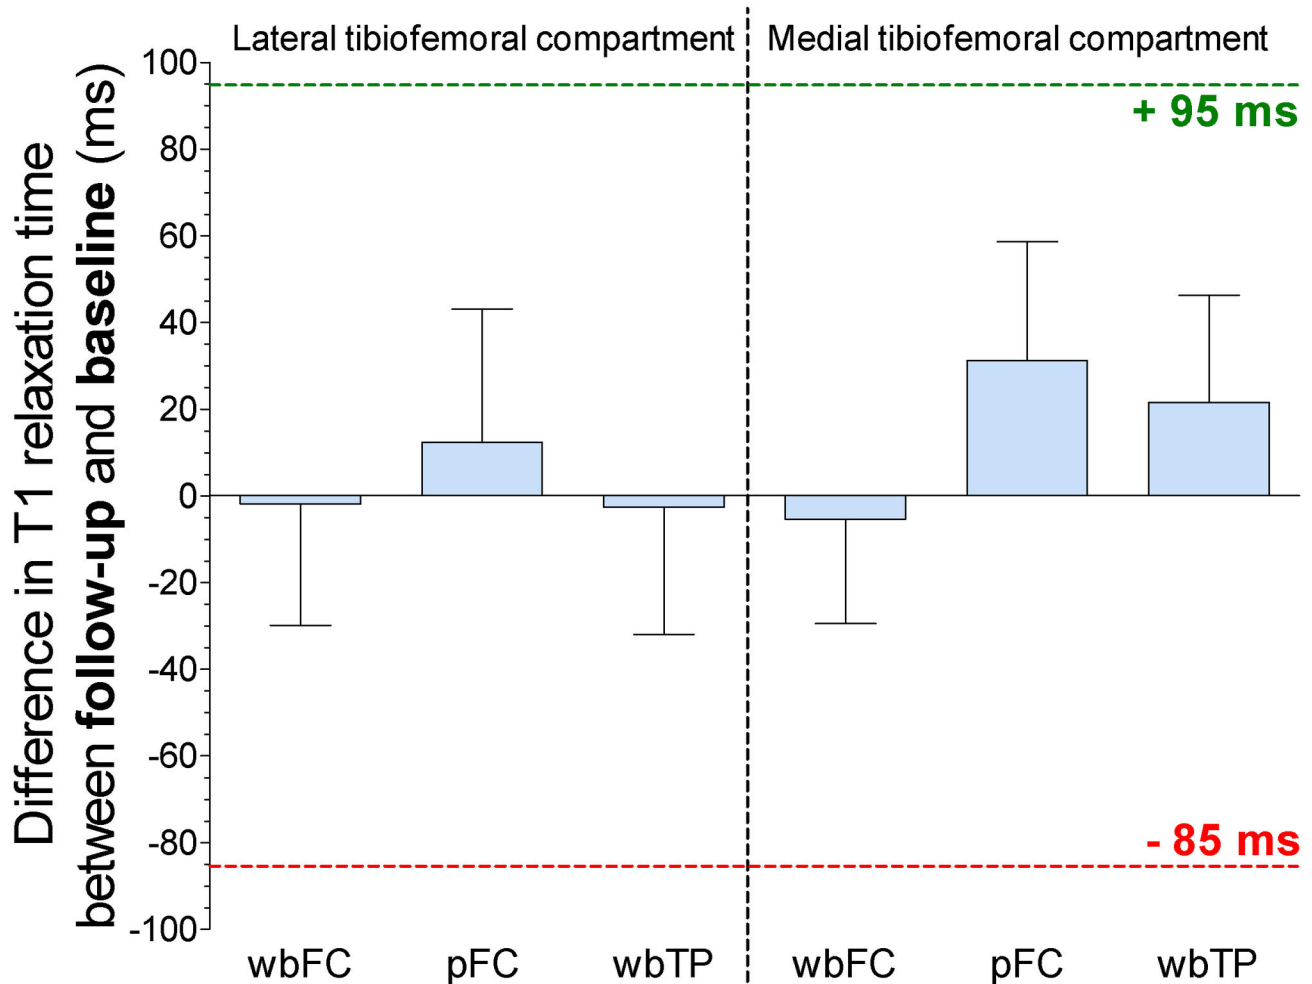 Lateral tibiofemoral compartment
Medial tibiofemoral compartment
Difference in T1 relaxation time
between follow-up and baseline (ms)
100
80
60
40
20
0
-20
-40
-60
-80
-100
+ 95 ms
- 85 ms
wbFC
pFC
wbTP
wbFC
pFC
wbTP